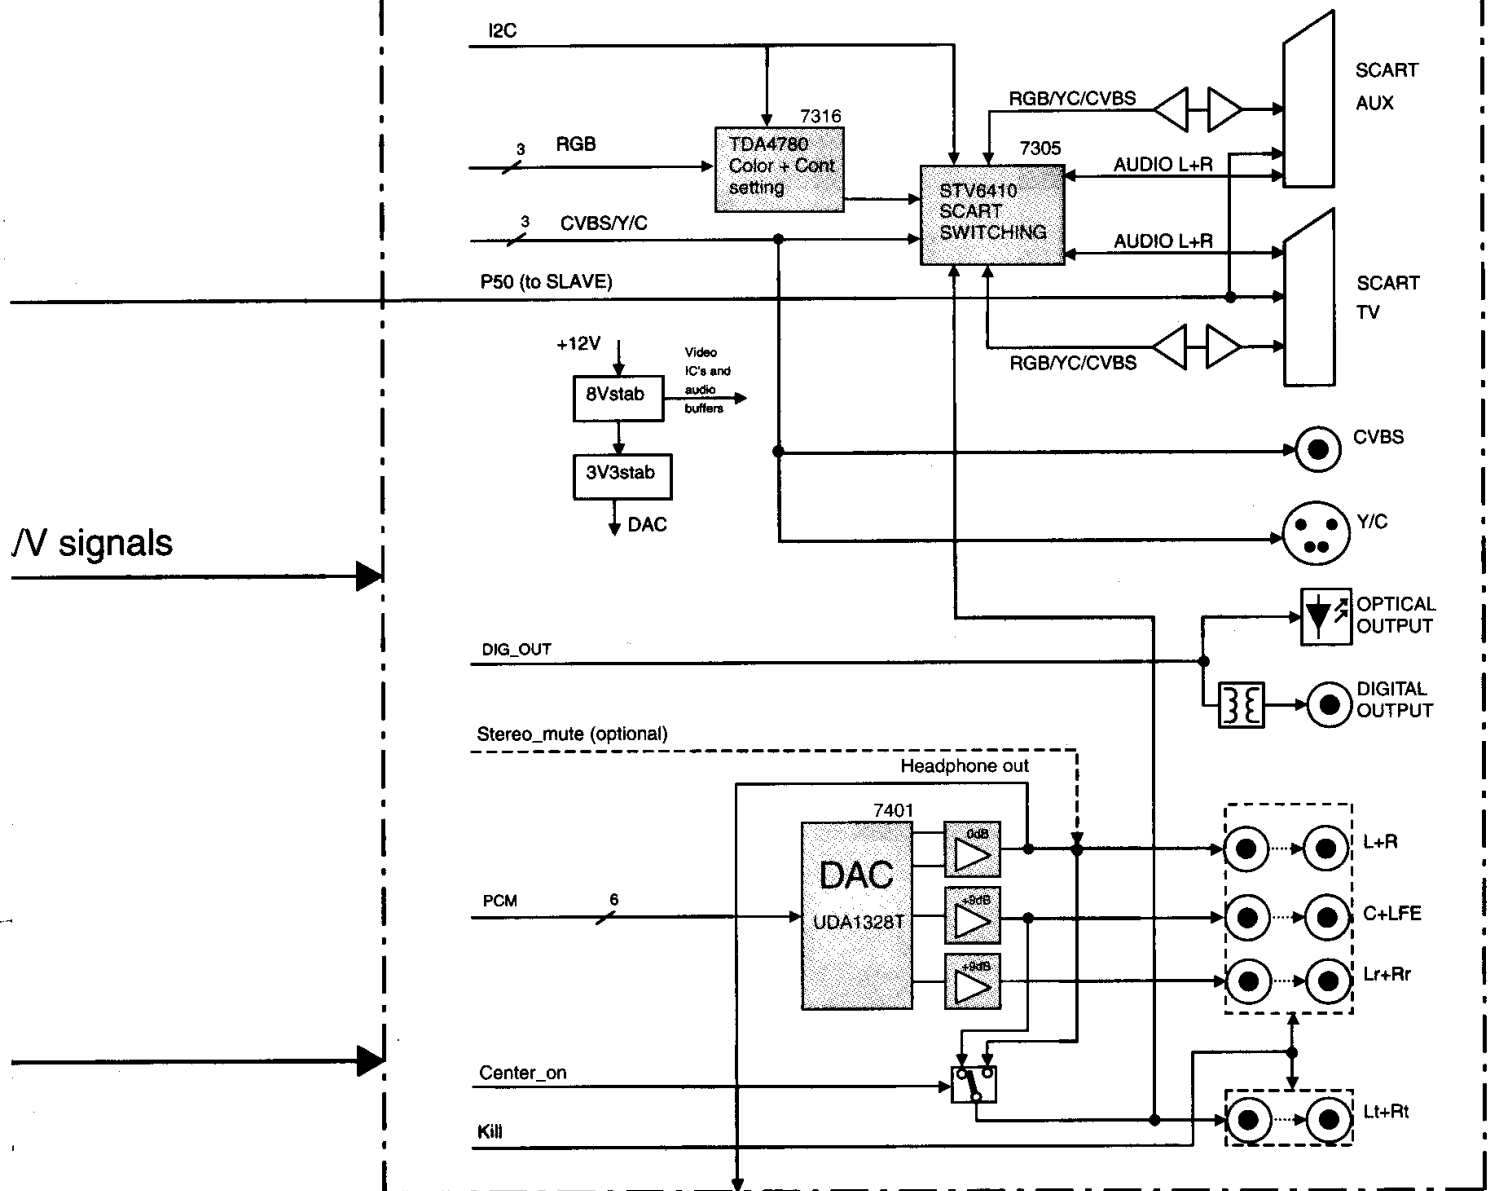 I2C
SCART
AUX
RGB/YC/CVBS
7316
3
RGB
TDA4780
Color + Cont
setting
7305
AUDIO L+R
STV6410
SCART
SWITCHING
3
CVBS/Y/C
AUDIO L+R
P50 (to SLAVE)
SCART
TV
+12V
Video
IC's and
audio
buffers
RGB/YC/CVBS
8Vstab
CVBS
3V3stab
DAC
Y/C
/V signals
OPTICAL
OUTPUT
DIG_OUT
DIGITAL
OUTPUT
Stereo_mute (optional)
Headphone out
7401
0dB
L+R
DAC
PCM
6
+9dB
UDA1328T
C+LFE
+9dB
Lr+Rr
Center_on
Lt+Rt
Kill